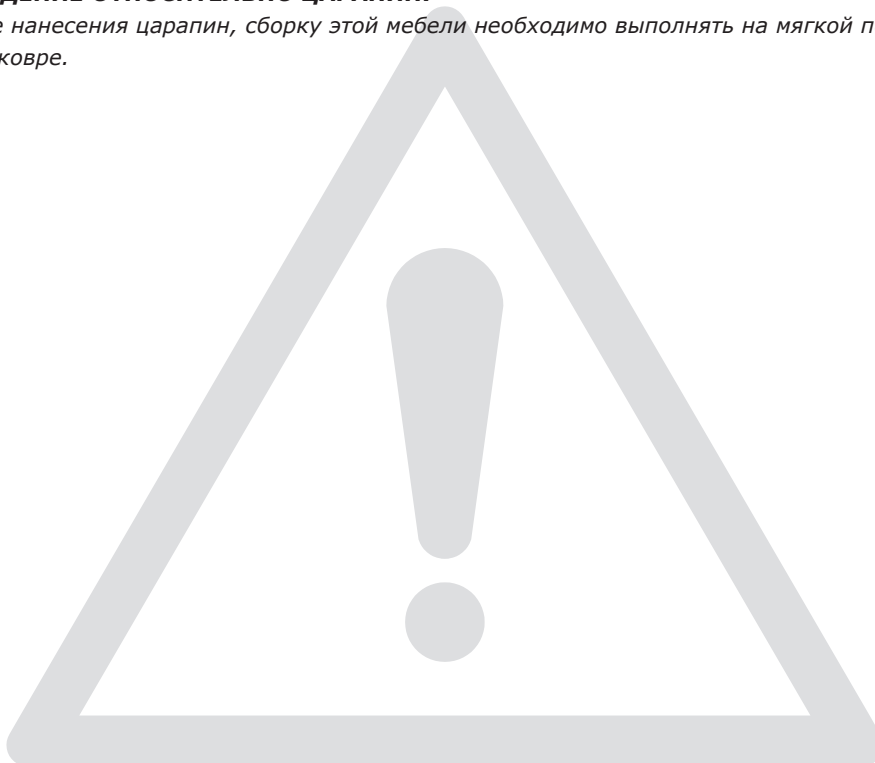 е нанесения царапин, сборку этой мебели необходимо выполнять на мягкой п
ковре.